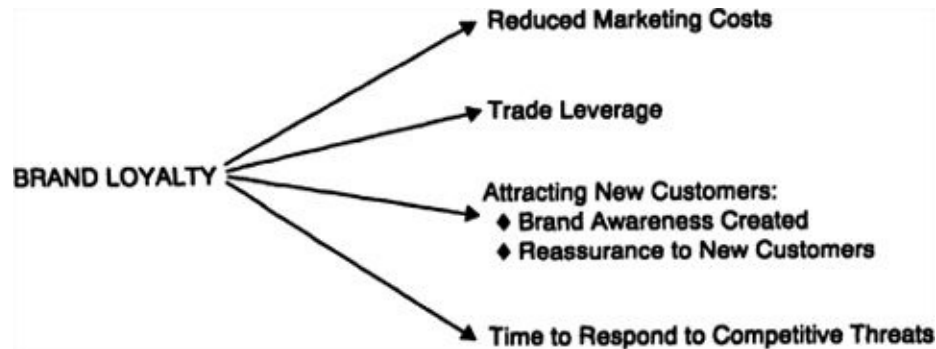 Reduced Marketing Costs
Trade Leverage
BRAND LOYALTY
Attracting New Customers:
♦ Brand Awareness Created
♦ Reassurance to New Customers
Time to Respond to Competitive Threats